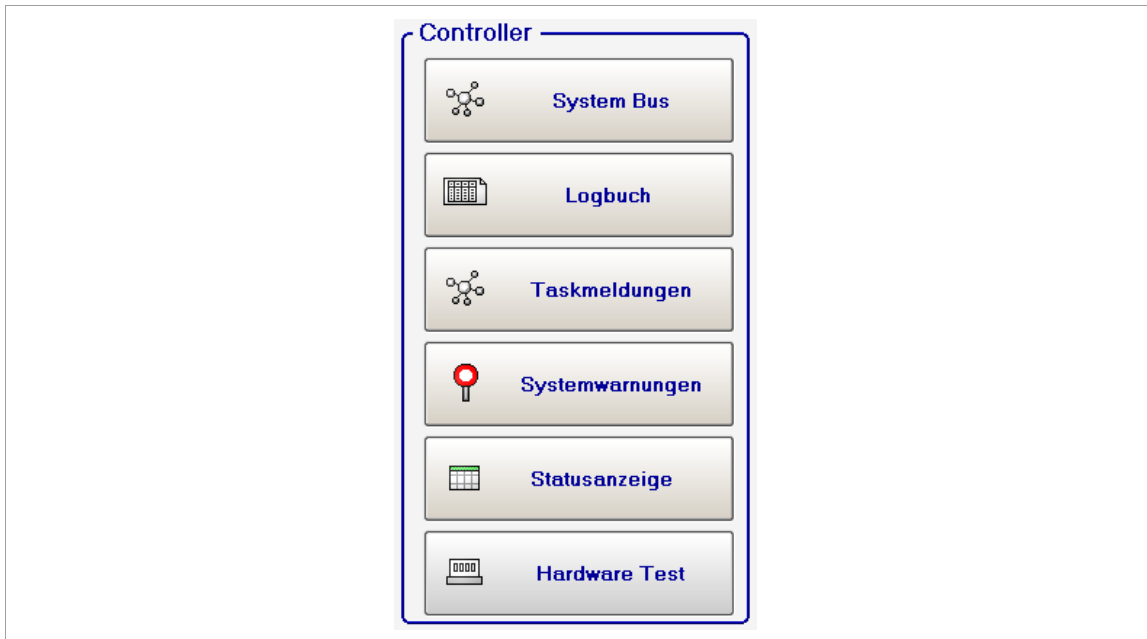 Controller
System Bus
Logbuch
Taskmeldungen
Systemwarnungen
Statusanzeige
Hardware Test